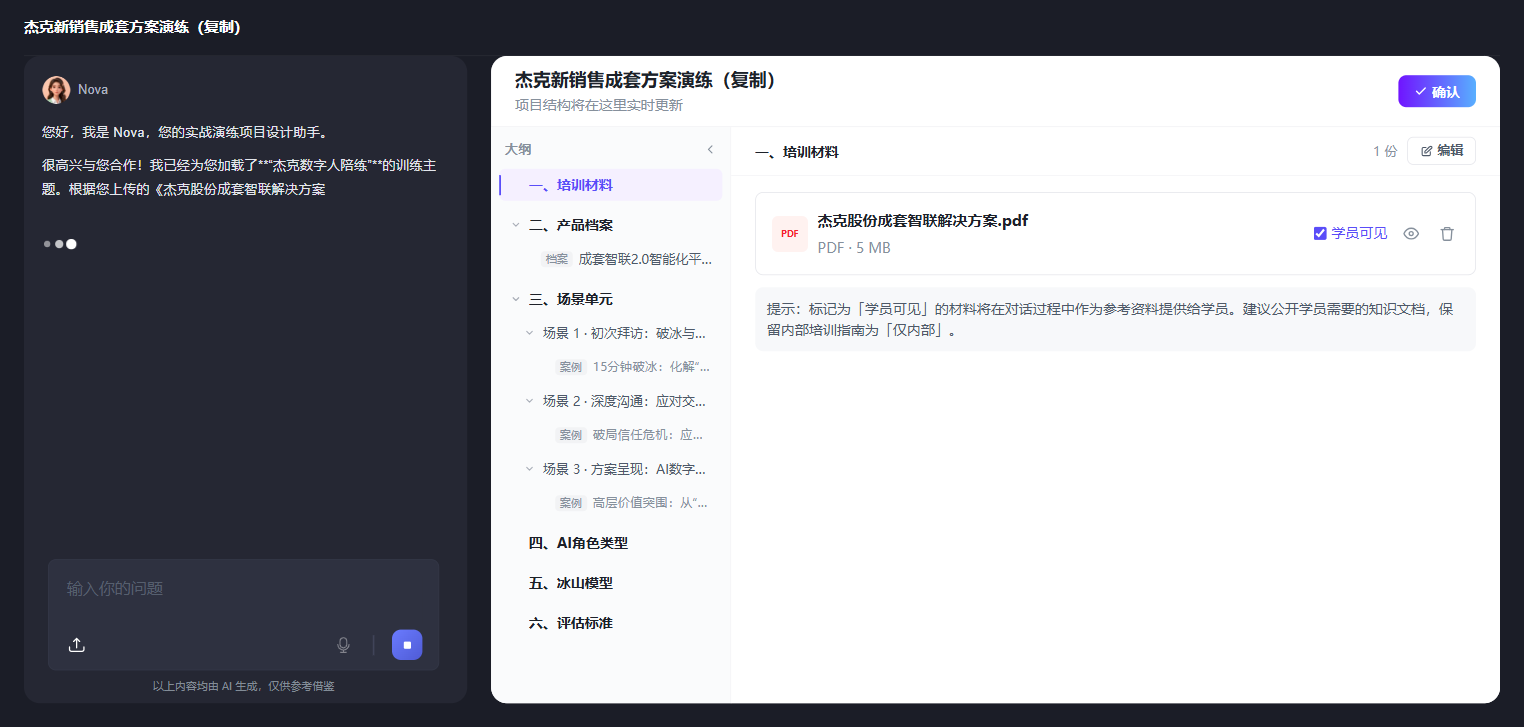 杰克新销售成套方案演练（复制）
Nova
您好，我是 Nova，您的实战演练项目设计助手。
很高兴与您合作！我已经为您加载了**“杰克数字人陪练”**的训练主
题。根据您上传的《杰克股份成套智联解决方案
输入你的问题
以上内容均由 AI 生成，仅供参考借鉴
杰克新销售成套方案演练（复制）
项目结构将在这里实时更新
确认
大纲
一、培训材料
二、产品档案
档案 成套智联2.0智能化平...
三、场景单元
场景 1 · 初次拜访：破冰与...
案例 15分钟破冰：化解“...
场景 2 · 深度沟通：应对交...
案例 破局信任危机：应...
场景 3 · 方案呈现：AI数字...
案例 高层价值突围：从“...
四、AI角色类型
五、冰山模型
六、评估标准
一、培训材料
1 份
编辑
PDF
杰克股份成套智联解决方案.pdf
PDF · 5 MB
学员可见
提示：标记为「学员可见」的材料将在对话过程中作为参考资料提供给学员。建议公开学员需要的知识文档，保
留内部培训指南为「仅内部」。